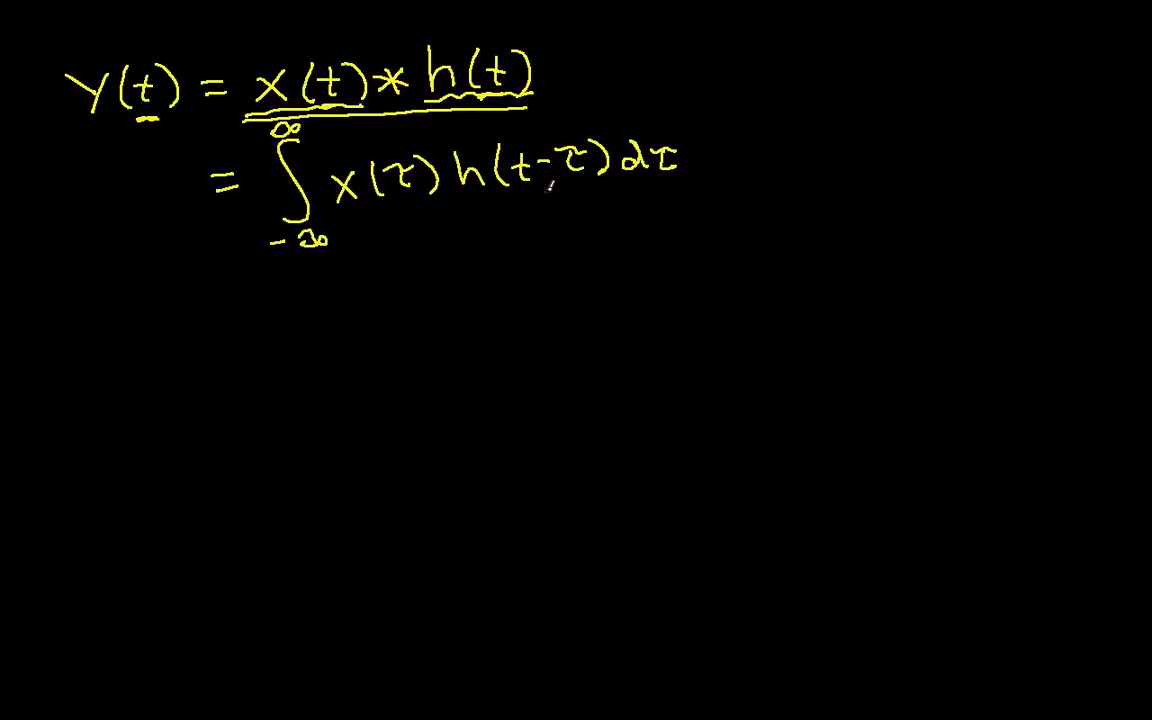 y(t) = x(t) * h(t)
= ∫_{-∞}^{∞} x(τ) h(t-τ) dτ